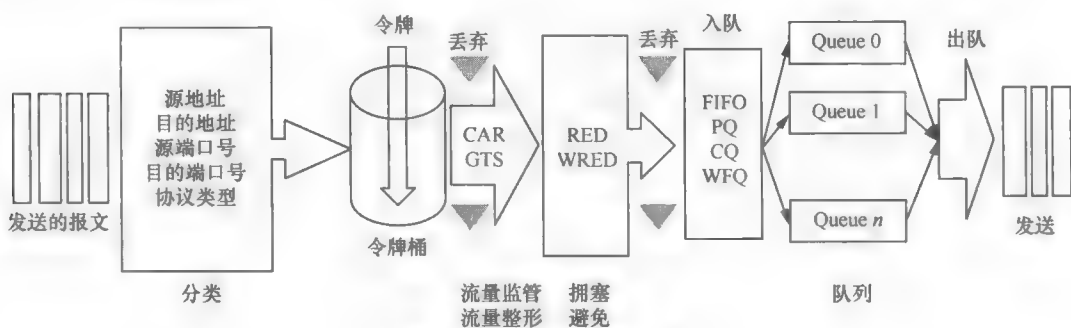 发送的报文
源地址
目的地址
源端口号
目的端口号
协议类型
分类
令牌
令牌桶
丢弃
CAR
GTS
流量监管
流量整形
RED
WRED
拥塞
避免
丢弃
入队
FIFO
PQ
CQ
WFQ
Queue 0
Queue 1
Queue n
队列
出队
发送